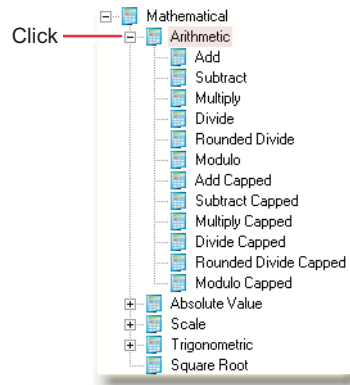 Mathematical
Click Arithmetic
Add
Subtract
Multiply
Divide
Rounded Divide
Modulo
Add Capped
Subtract Capped
Multiply Capped
Divide Capped
Rounded Divide Capped
Modulo Capped
Absolute Value
Scale
Trigonometric
Square Root